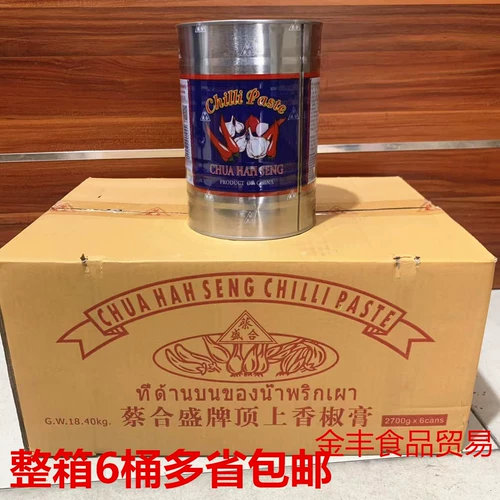 Chilli Paste
CHUA HAH SENG
PRODUCT OF CHINA
CHUA HAH SENG CHILLI PASTE
蔡
盛合
ที่ด้านบนของน้ำพริกเผา
G.W.18.40kg.
蔡合盛牌顶上香椒膏
2700g x 6cans
金丰食品贸易
整箱6桶多省包邮